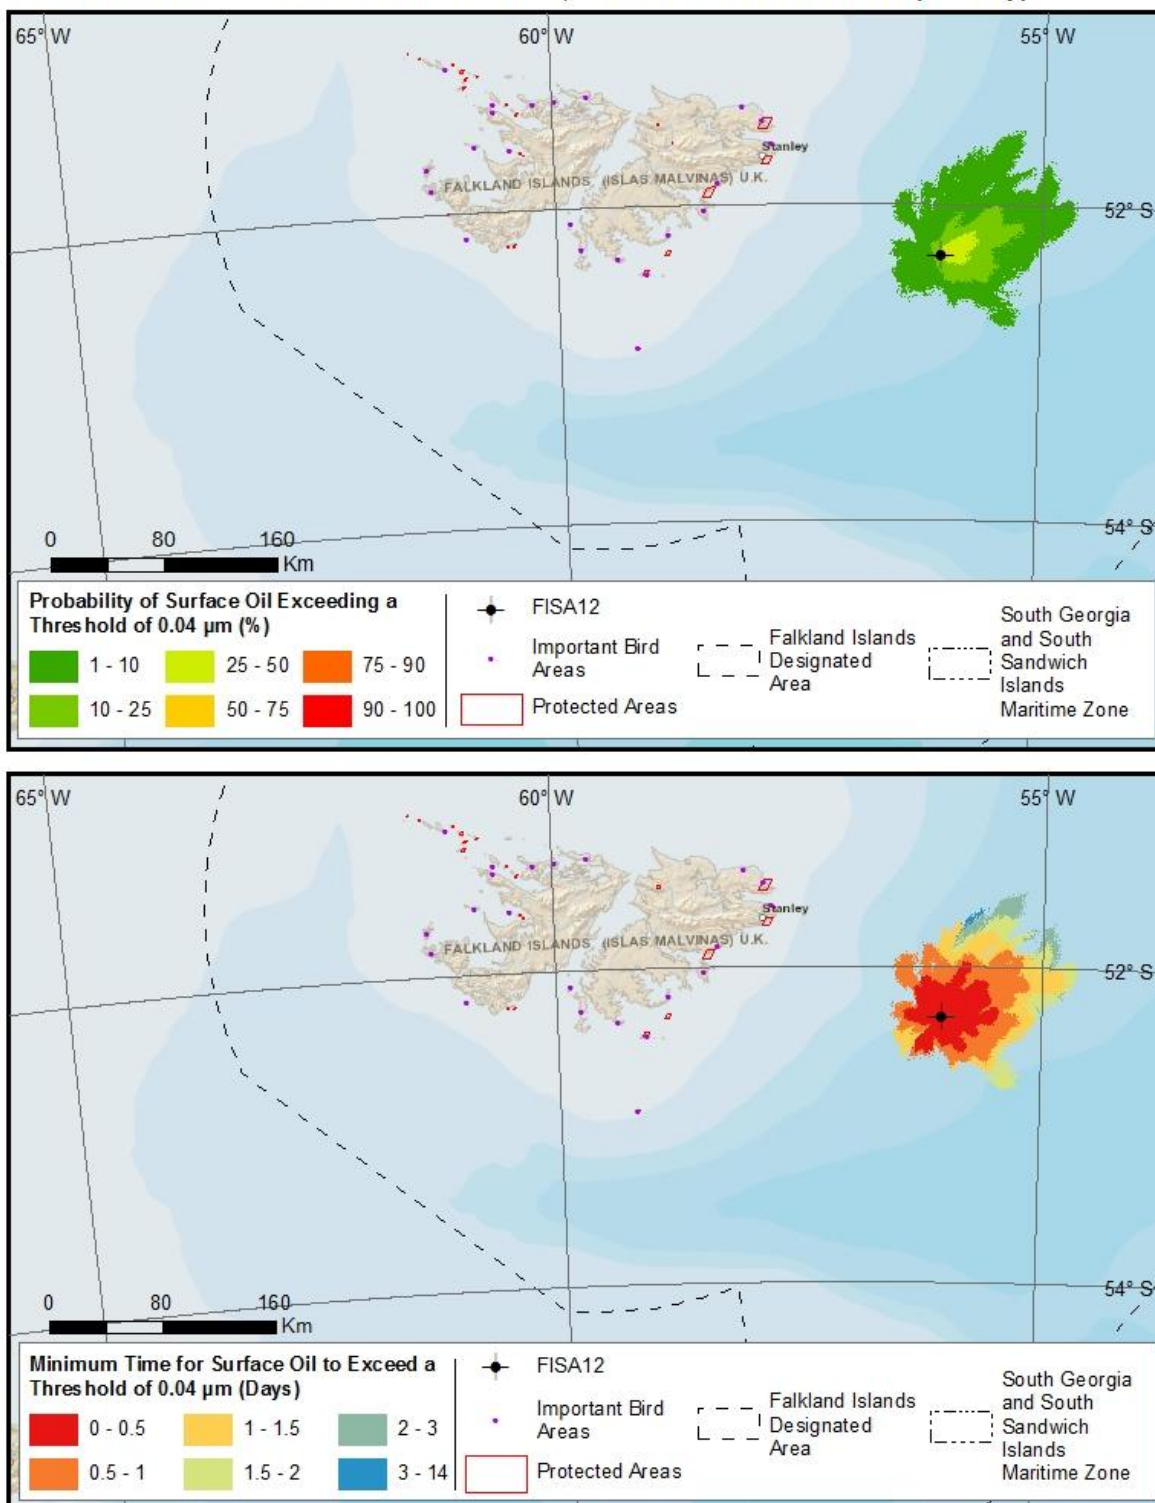 65° W
60° W
55° W
Stanley
FALKLAND ISLANDS (ISLAS MALVINAS) U.K.
52° S
54° S
0 80 160
Km
Probability of Surface Oil Exceeding a
Threshold of 0.04 µm (%)
1 - 10
25 - 50
75 - 90
10 - 25
50 - 75
90 - 100
FISA12
Important Bird
Areas
Protected Areas
Falkland Islands
Designated
Area
South Georgia
and South
Sandwich
Islands
Maritime Zone
65° W
60° W
55° W
Stanley
FALKLAND ISLANDS (ISLAS MALVINAS) U.K.
52° S
54° S
0 80 160
Km
Minimum Time for Surface Oil to Exceed a
Threshold of 0.04 µm (Days)
0 - 0.5
1 - 1.5
2 - 3
0.5 - 1
1.5 - 2
3 - 14
FISA12
Important Bird
Areas
Protected Areas
Falkland Islands
Designated
Area
South Georgia
and South
Sandwich
Islands
Maritime Zone